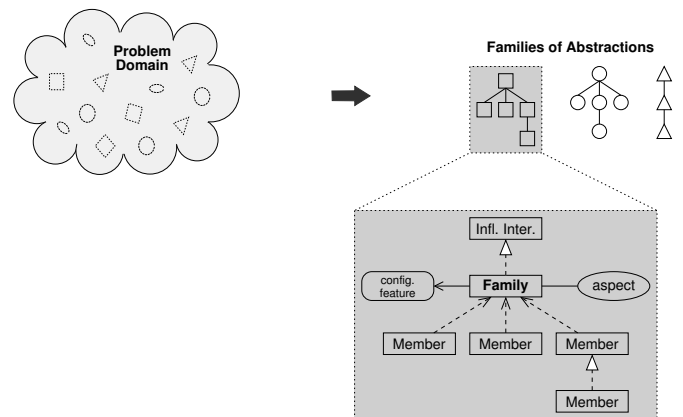 Problem
Domain
Families of Abstractions
Infl. Inter.
config.
feature
Family
aspect
Member
Member
Member
Member